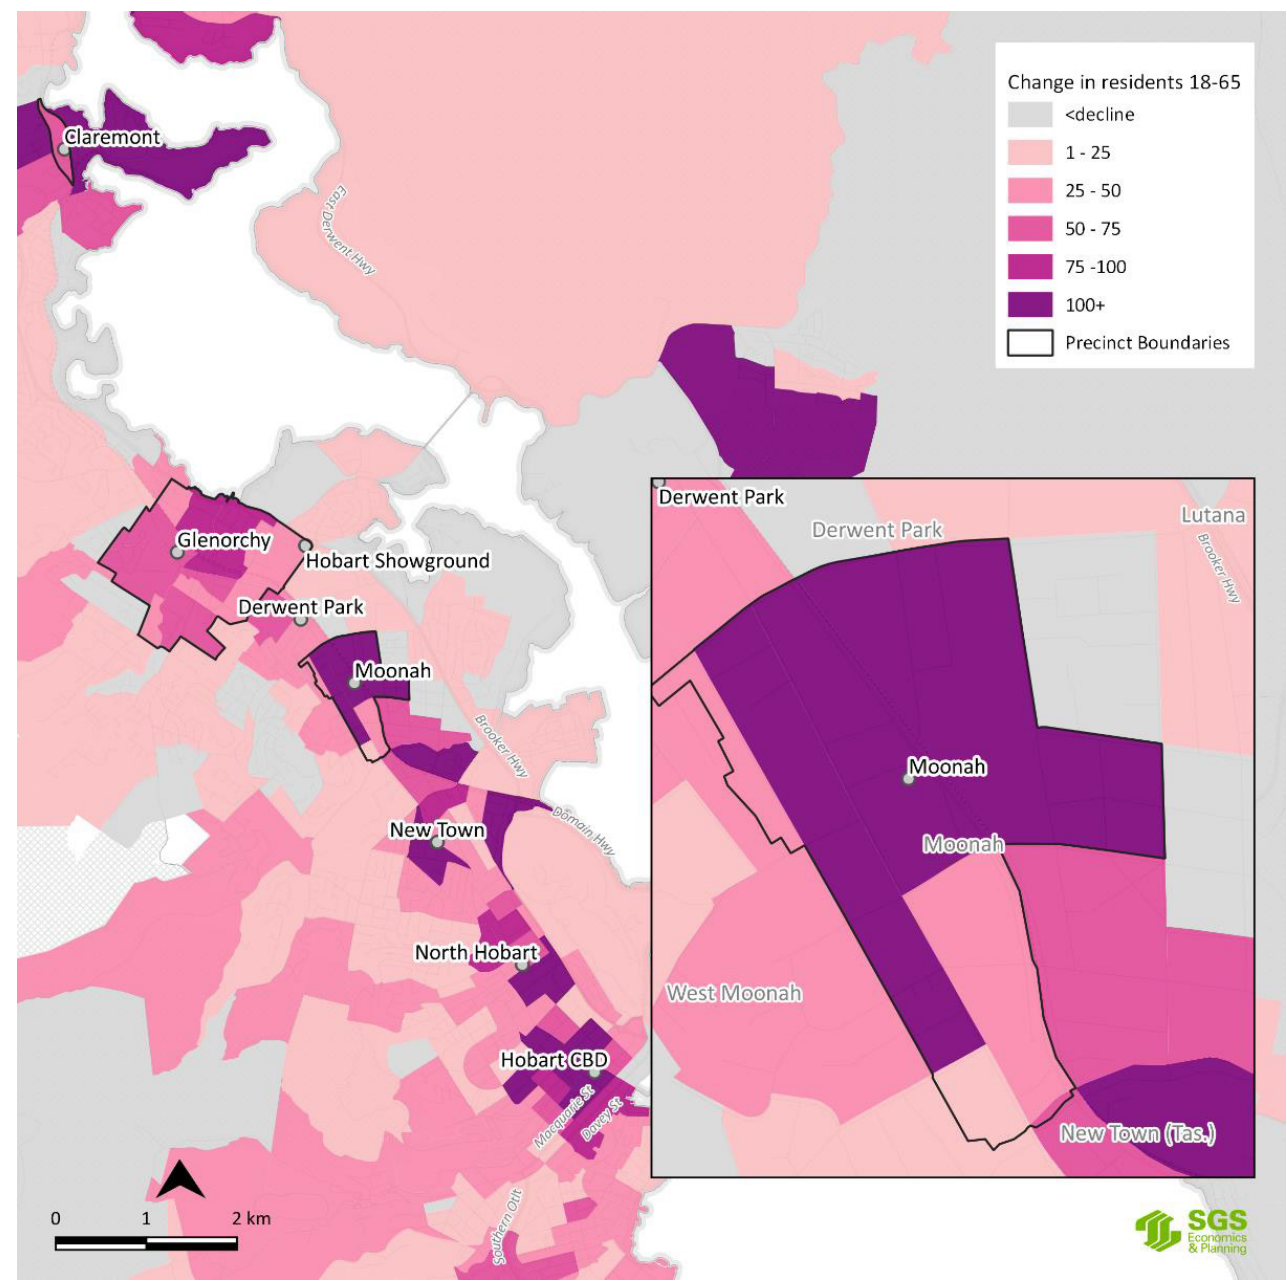 Change in residents 18-65
<decline
1 - 25
25 - 50
50 - 75
75 -100
100+
Precinct Boundaries
Claremont
East Derwent Hwy
Glenorchy
Hobart Showground
Derwent Park
Moonah
Brooker Hwy
Domain Hwy
New Town
North Hobart
Hobart CBD
Macquarie St
Davey St
Southern Otlt
Derwent Park
Derwent Park
Lutana
Brooker Hwy
Moonah
Moonah
West Moonah
New Town (Tas.)
0 1 2 km
SGS
Economics
& Planning